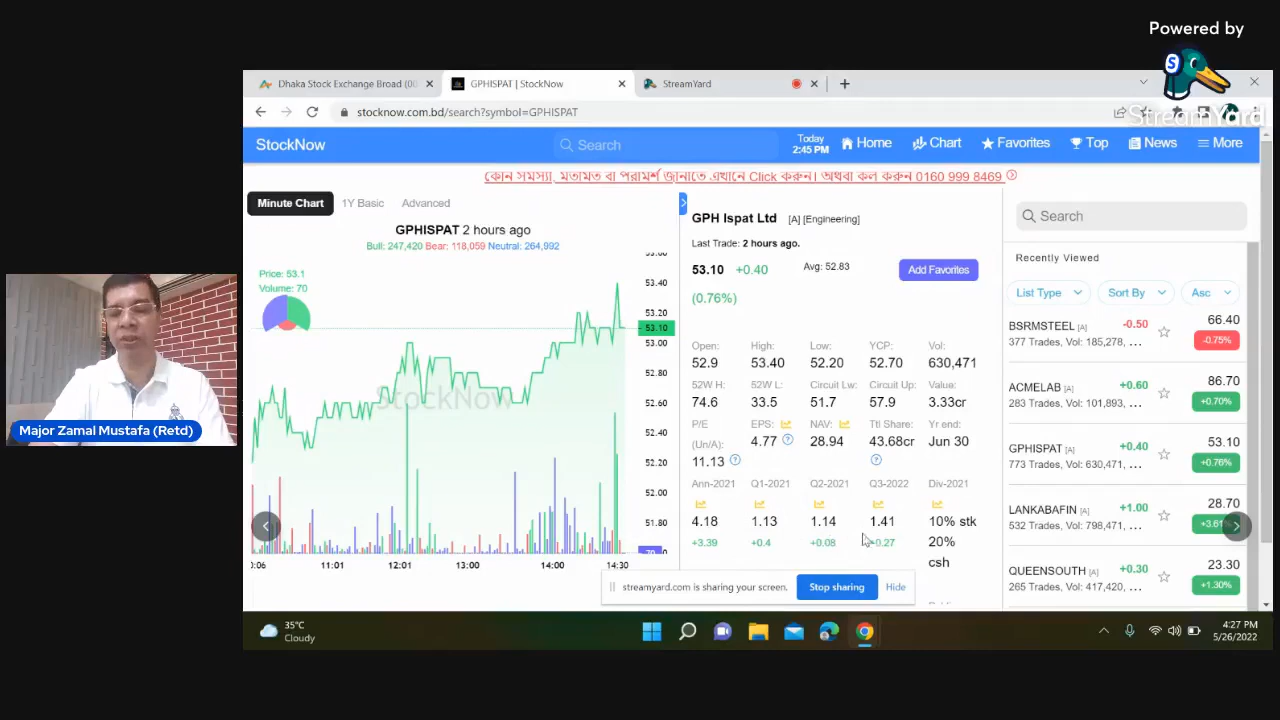 Powered by
StreamYard
Dhaka Stock Exchange Broad (0(
GPHISPAT | StockNow
StreamYard
stocknow.com.bd/search?symbol=GPHISPAT
StockNow
Search
Today
2:45 PM
Home
Chart
Favorites
Top
News
More
কোন সমস্যা, মতামত বা পরামর্শ জানাতে এখানে Click করুন। অথবা কল করুন 0160 999 8469
Minute Chart
1Y Basic
Advanced
GPHISPAT 2 hours ago
Bull: 247,420 Bear: 118,059 Neutral: 264,992
Price: 53.1
Volume: 70
53.60
53.40
53.20
53.10
53.00
52.80
52.60
52.40
52.20
52.00
51.80
70
StockNow
0:06
11:01
12:01
13:00
14:00
14:30
GPH Ispat Ltd [A] [Engineering]
Last Trade: 2 hours ago.
53.10 +0.40
Avg: 52.83
Add Favorites
(0.76%)
Open: High: Low: YCP: Vol:
52.9 53.40 52.20 52.70 630,471
52W H: 52W L: Circuit Lw: Circuit Up: Value:
74.6 33.5 51.7 57.9 3.33cr
P/E EPS: NAV: Ttl Share: Yr end:
(Un/A): 4.77 28.94 43.68cr Jun 30
11.13
Ann-2021 Q1-2021 Q2-2021 Q3-2022 Div-2021
4.18 1.13 1.14 1.41 10% stk
+3.39 +0.4 +0.08 +0.27 20%
csh
streamyard.com is sharing your screen.
Stop sharing
Hide
Search
Recently Viewed
List Type
Sort By
Asc
BSRMSTEEL [A] -0.50 66.40
377 Trades, Vol: 185,278, ... -0.75%
ACMELAB [A] +0.60 86.70
283 Trades, Vol: 101,893, ... +0.70%
GPHISPAT [A] +0.40 53.10
773 Trades, Vol: 630,471, ... +0.76%
LANKABAFIN [A] +1.00 28.70
532 Trades, Vol: 798,471, ... +3.61%
QUEENSOUTH [A] +0.30 23.30
265 Trades, Vol: 417,420, ... +1.30%
Major Zamal Mustafa (Retd)
35°C
Cloudy
4:27 PM
5/26/2022